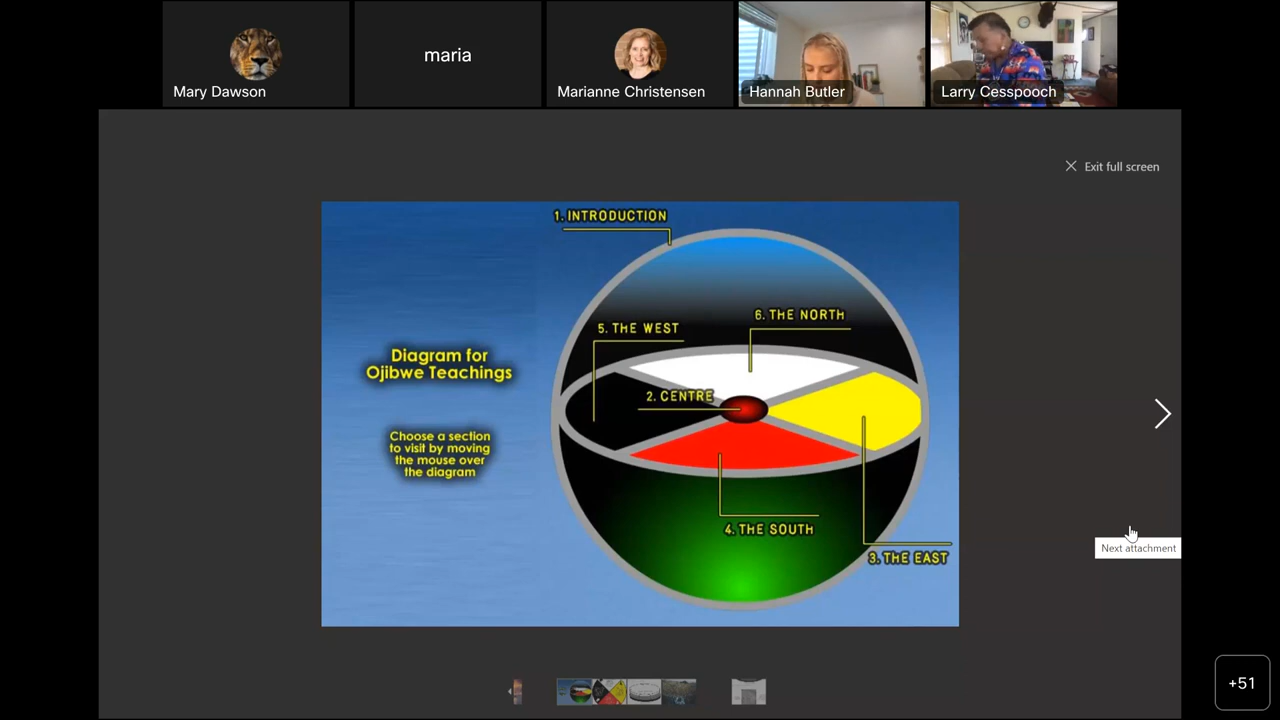 maria
Mary Dawson
Marianne Christensen
Hannah Butler
Larry Cesspooch
Exit full screen
1. INTRODUCTION
6. THE NORTH
5. THE WEST
Diagram for
Ojibwe Teachings
2. CENTRE
Choose a section
to visit by moving
the mouse over
the diagram
4. THE SOUTH
3. THE EAST
Next attachment
+51